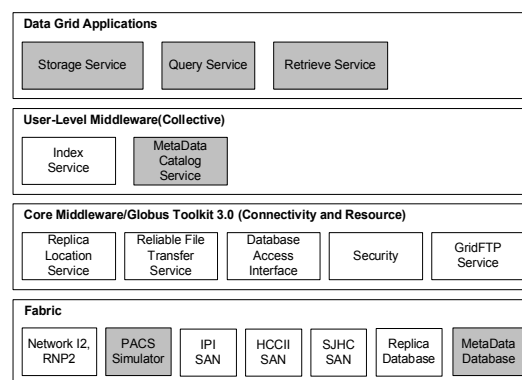 Data Grid Applications
Storage Service
Query Service
Retrieve Service
User-Level Middleware(Collective)
Index
Service
MetaData
Catalog
Service
Core Middleware/Globus Toolkit 3.0 (Connectivity and Resource)
Replica
Location
Service
Reliable File
Transfer
Service
Database
Access
Interface
Security
GridFTP
Service
Fabric
Network I2,
RNP2
PACS
Simulator
IPI
SAN
HCCII
SAN
SJHC
SAN
Replica
Database
MetaData
Database